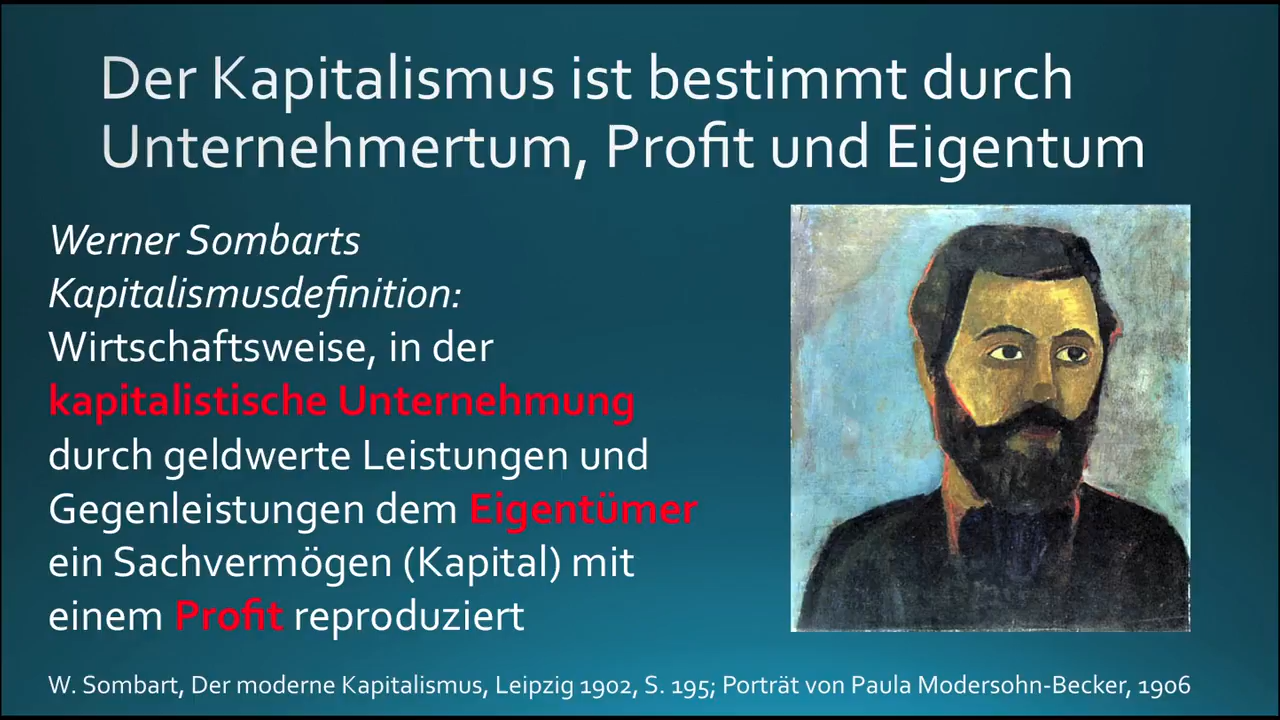 Der Kapitalismus ist bestimmt durch
Unternehmertum, Profit und Eigentum
Werner Sombarts
Kapitalismusdefinition:
Wirtschaftsweise, in der
kapitalistische Unternehmung
durch geldwerte Leistungen und
Gegenleistungen dem Eigentümer
ein Sachvermögen (Kapital) mit
einem Profit reproduziert
W. Sombart, Der moderne Kapitalismus, Leipzig 1902, S. 195; Porträt von Paula Modersohn-Becker, 1906